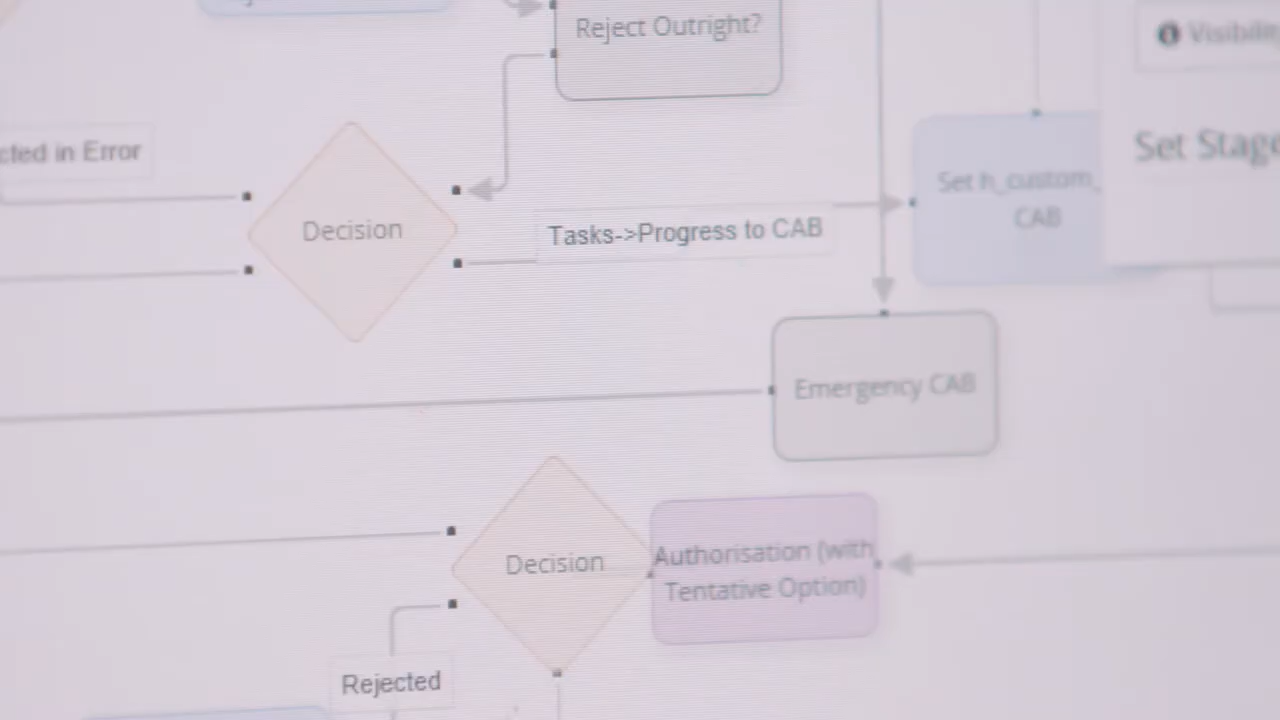 Reject Outright?
Set Stage
cted in Error
Decision
Tasks->Progress to CAB
Set h_custom_
CAB
Emergency CAB
Decision
Authorisation (with
Tentative Option)
Rejected